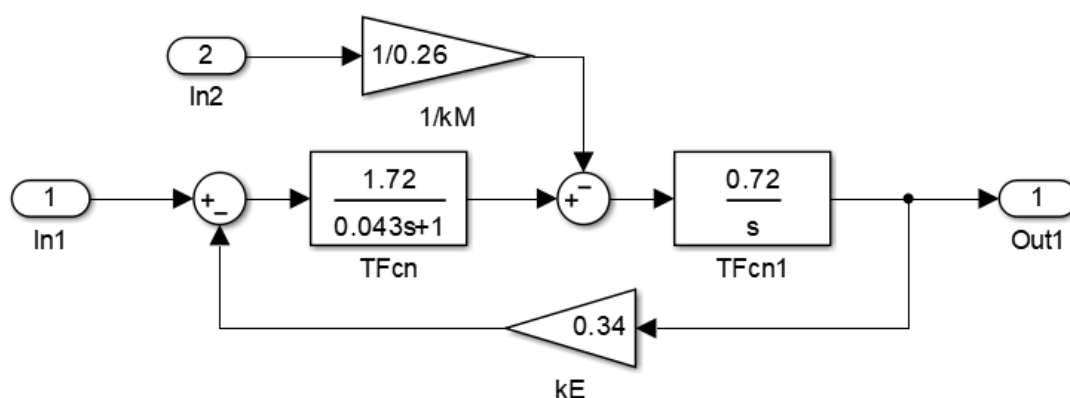 2
In2
1/0.26
1/kM
1
In1
+
−
1.72
0.043s+1
TFcn
−
+
0.72
s
TFcn1
1
Out1
0.34
kE